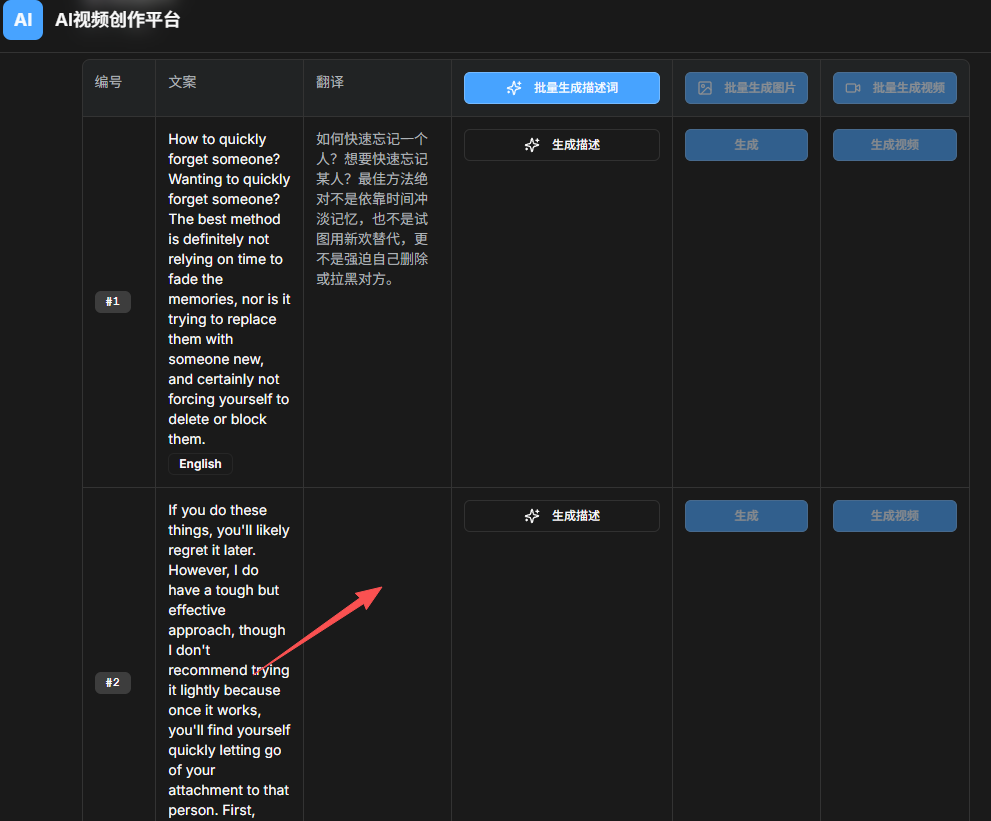 AI AI视频创作平台
编号 文案 翻译 批量生成描述词 批量生成图片 批量生成视频
#1
How to quickly
forget someone?
Wanting to quickly
forget someone?
The best method
is definitely not
relying on time to
fade the
memories, nor is it
trying to replace
them with
someone new,
and certainly not
forcing yourself to
delete or block
them.
English
如何快速忘记一个
人？想要快速忘记
某人？最佳方法绝
对不是依靠时间冲
淡记忆，也不是试
图用新欢替代，更
不是强迫自己删除
或拉黑对方。
生成描述 生成 生成视频
#2
If you do these
things, you'll likely
regret it later.
However, I do
have a tough but
effective
approach, though
I don't
recommend trying
it lightly because
once it works,
you'll find yourself
quickly letting go
of your
attachment to that
person. First,
生成描述 生成 生成视频